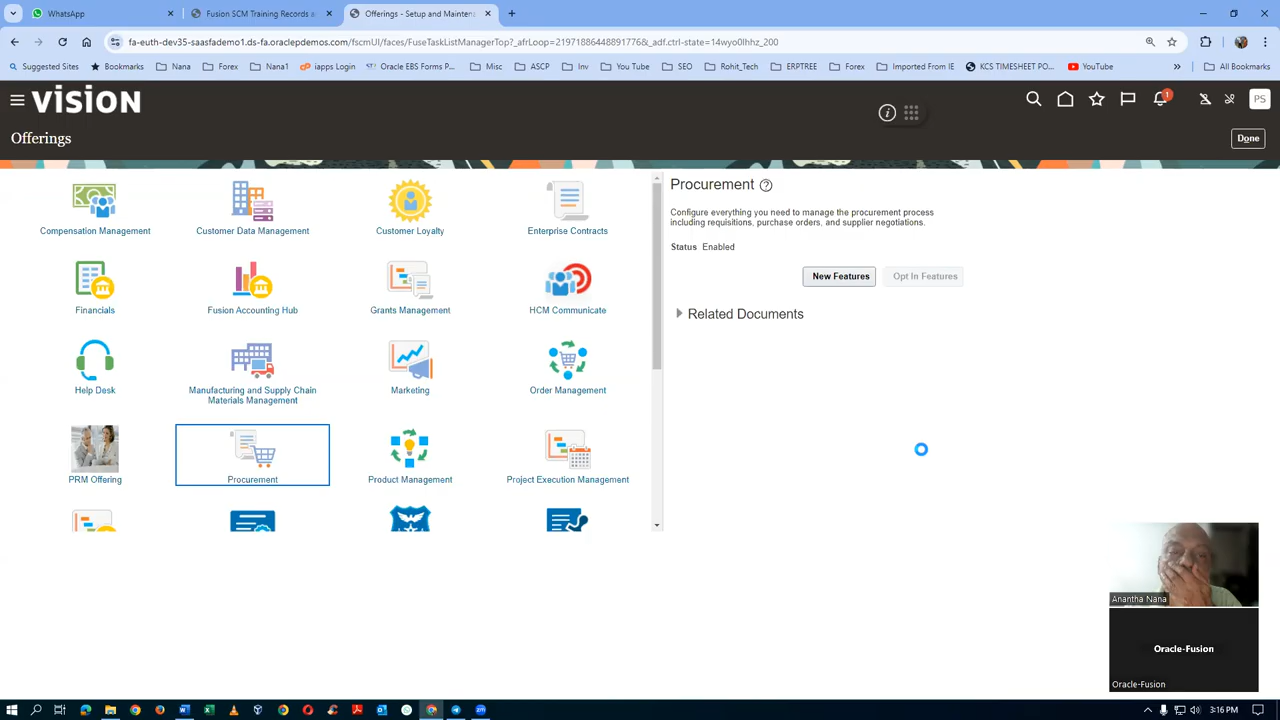 WhatsApp
Fusion SCM Training Records a
Offerings - Setup and Mainten
fa-euth-dev35-saasfademo1.ds-fa.oraclepdemos.com/fscmUI/faces/FuseTaskListManagerTop?_afrLoop=21971886448891776&_adf.ctrl-state=14wyo0lhhz_200
Suggested Sites
Bookmarks
Nana
Forex
Nana1
iapps Login
Oracle EBS Forms P...
Misc
ASCP
Inv
You Tube
SEO
Rohi_Tech
ERPTREE
Forex
Imported From IE
KCS TIMESHEET PO...
YouTube
All Bookmarks
VISION
1
PS
Offerings
Done
Compensation Management
Customer Data Management
Customer Loyalty
Enterprise Contracts
Financials
Fusion Accounting Hub
Grants Management
HCM Communicate
Help Desk
Manufacturing and Supply Chain
Materials Management
Marketing
Order Management
PRM Offering
Procurement
Product Management
Project Execution Management
Procurement
Configure everything you need to manage the procurement process
including requisitions, purchase orders, and supplier negotiations.
Status Enabled
New Features
Opt In Features
Related Documents
Anantha Nana
Oracle-Fusion
Oracle-Fusion
3:16 PM